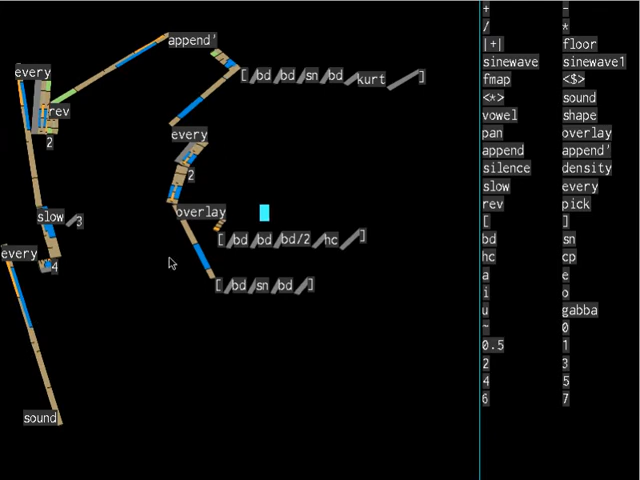 append'
every
[ bd bd sn bd kurt ]
rev
every
2
2
slow 3
overlay
[ bd bd bd/2 hc ]
every
4
[ bd sn bd ]
sound
+ -
/ *
|+| floor
sinewave sinewave1
fmap <$>
<*> sound
vowel shape
pan overlay
append append'
silence density
slow every
rev pick
[ ]
bd sn
hc cp
a e
i o
u gabba
~ 0
0.5 1
2 3
4 5
6 7